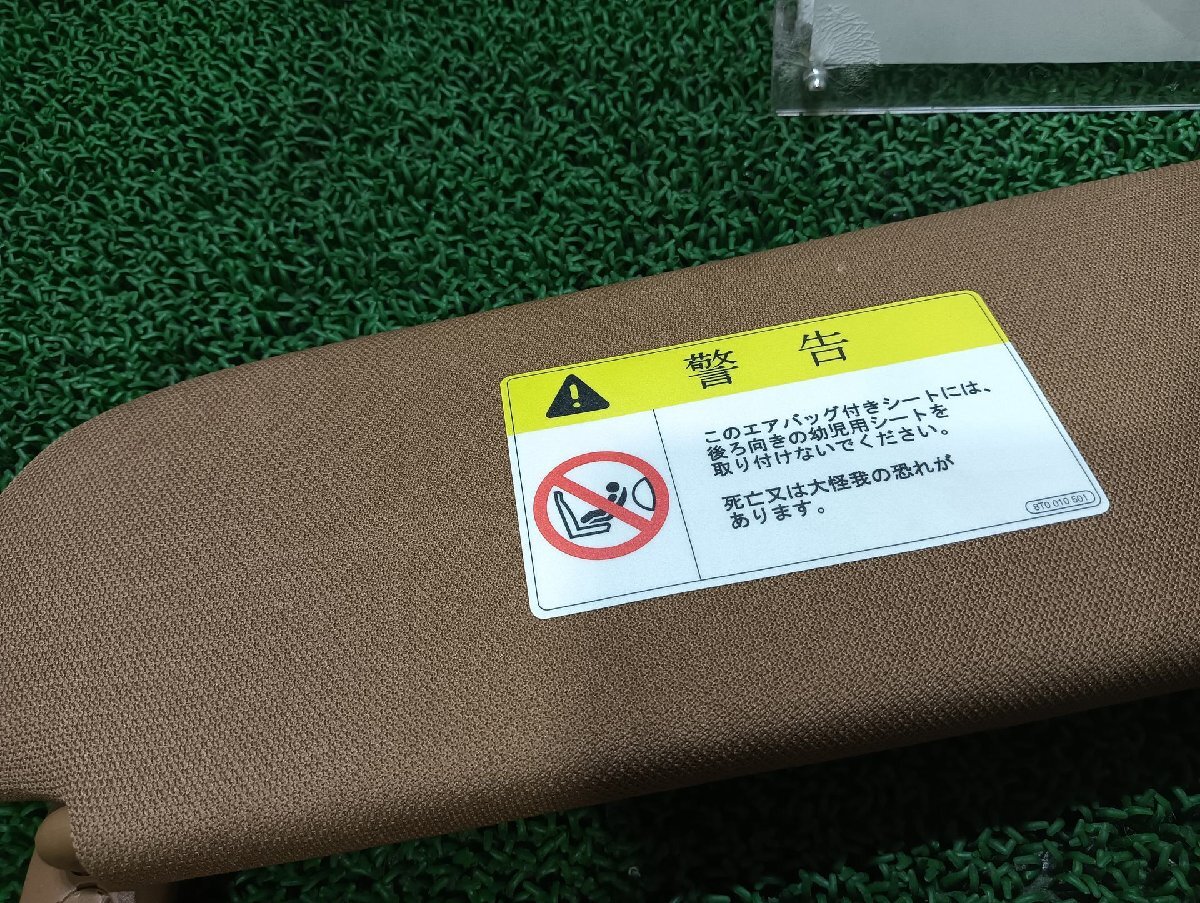 警告
このエアバッグ付きシートには、
後ろ向きの幼児用シートを
取り付けないでください。
死亡又は大怪我の恐れが
あります。
8T0 010 501